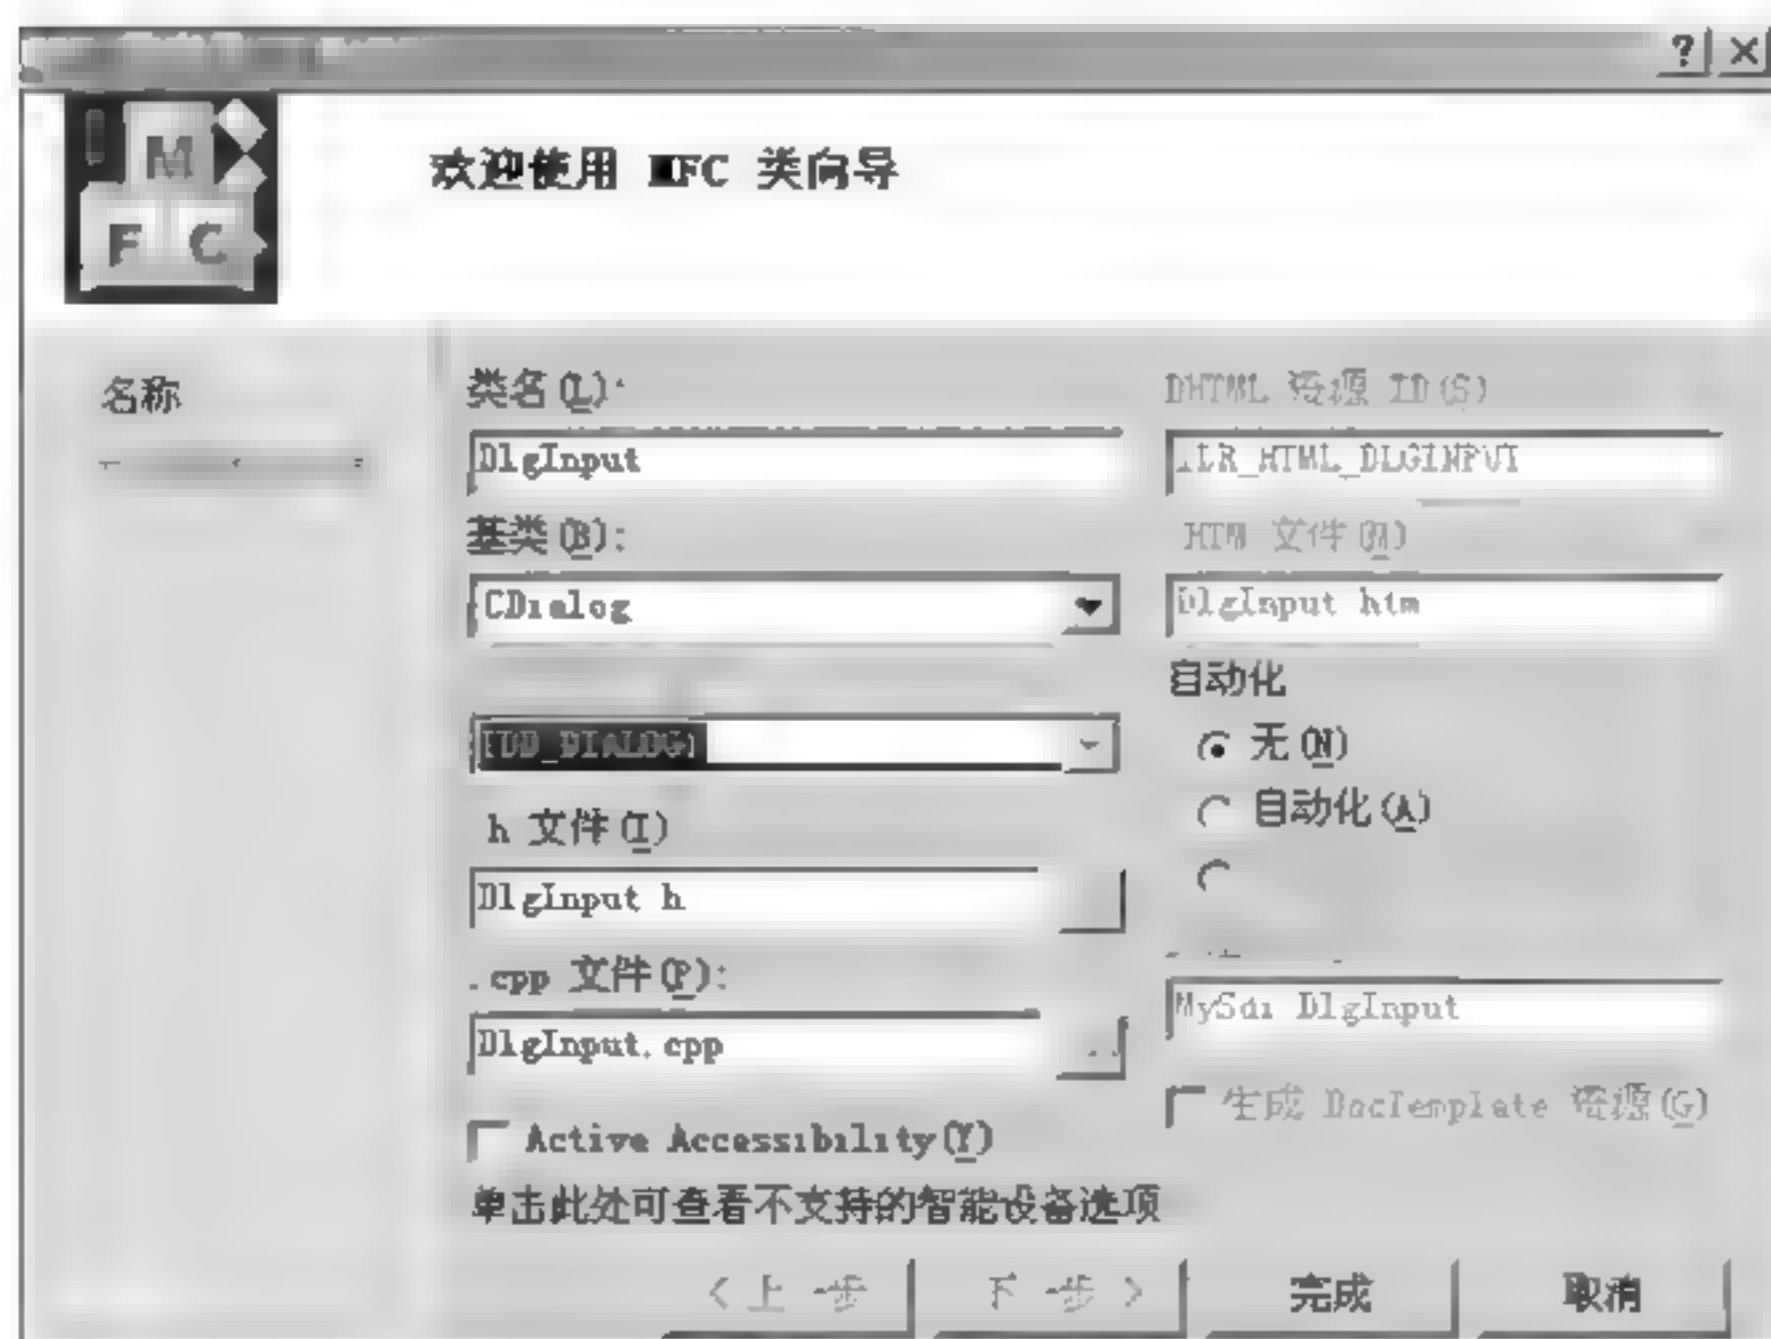 M
F C
欢迎使用 MFC 类向导
名称
类名(L):
DlgInput
基类(B):
CDialog
IDD_DIALOG1
h 文件(I)
DlgInput h
.cpp 文件(P):
DlgInput.cpp
Active Accessibility(Y)
单击此处可查看不支持的智能设备选项
DHTML 资源 ID(S)
IDR_HTML_DLGINPUT
HTM 文件(M)
DlgInput htm
自动化
无(N)
自动化(A)
MySdi DlgInput
生成 DocTemplate 资源(G)
< 上一步
下一步 >
完成
取消